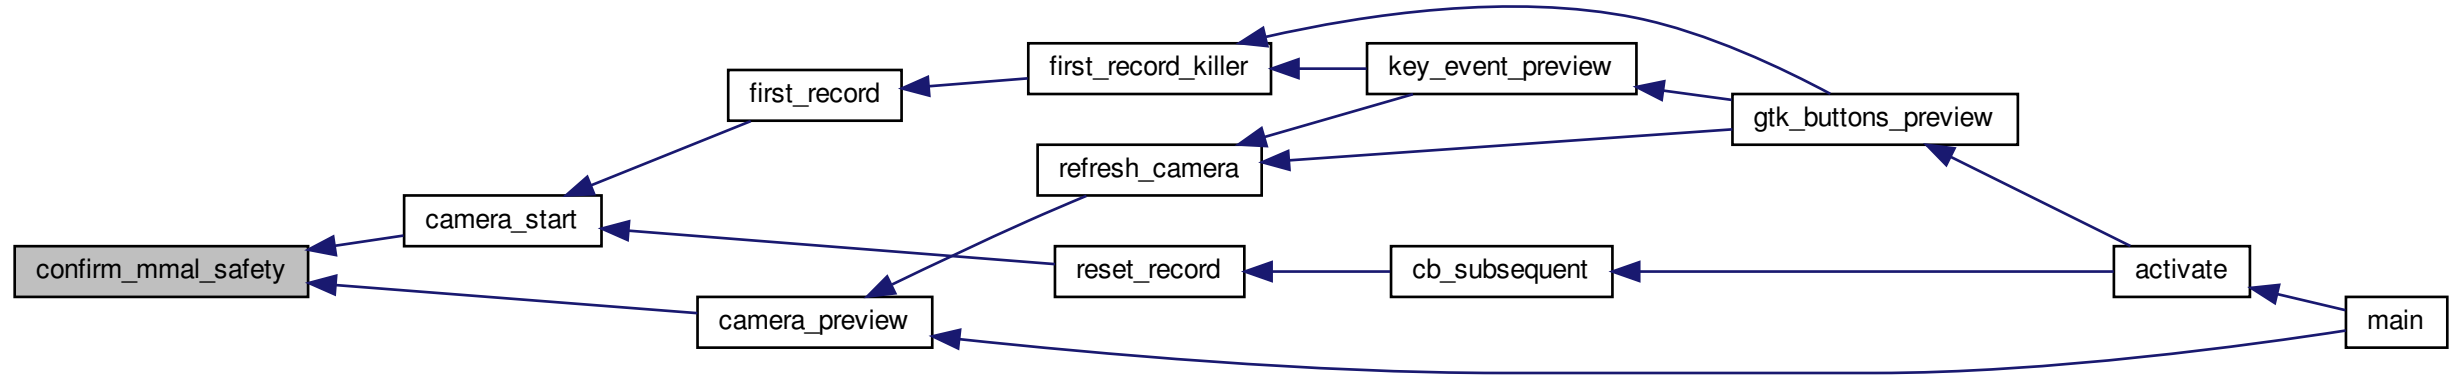 first_record_killer
key_event_preview
first_record
gtk_buttons_preview
refresh_camera
camera_start
confirm_mmal_safety
reset_record
cb_subsequent
activate
camera_preview
main